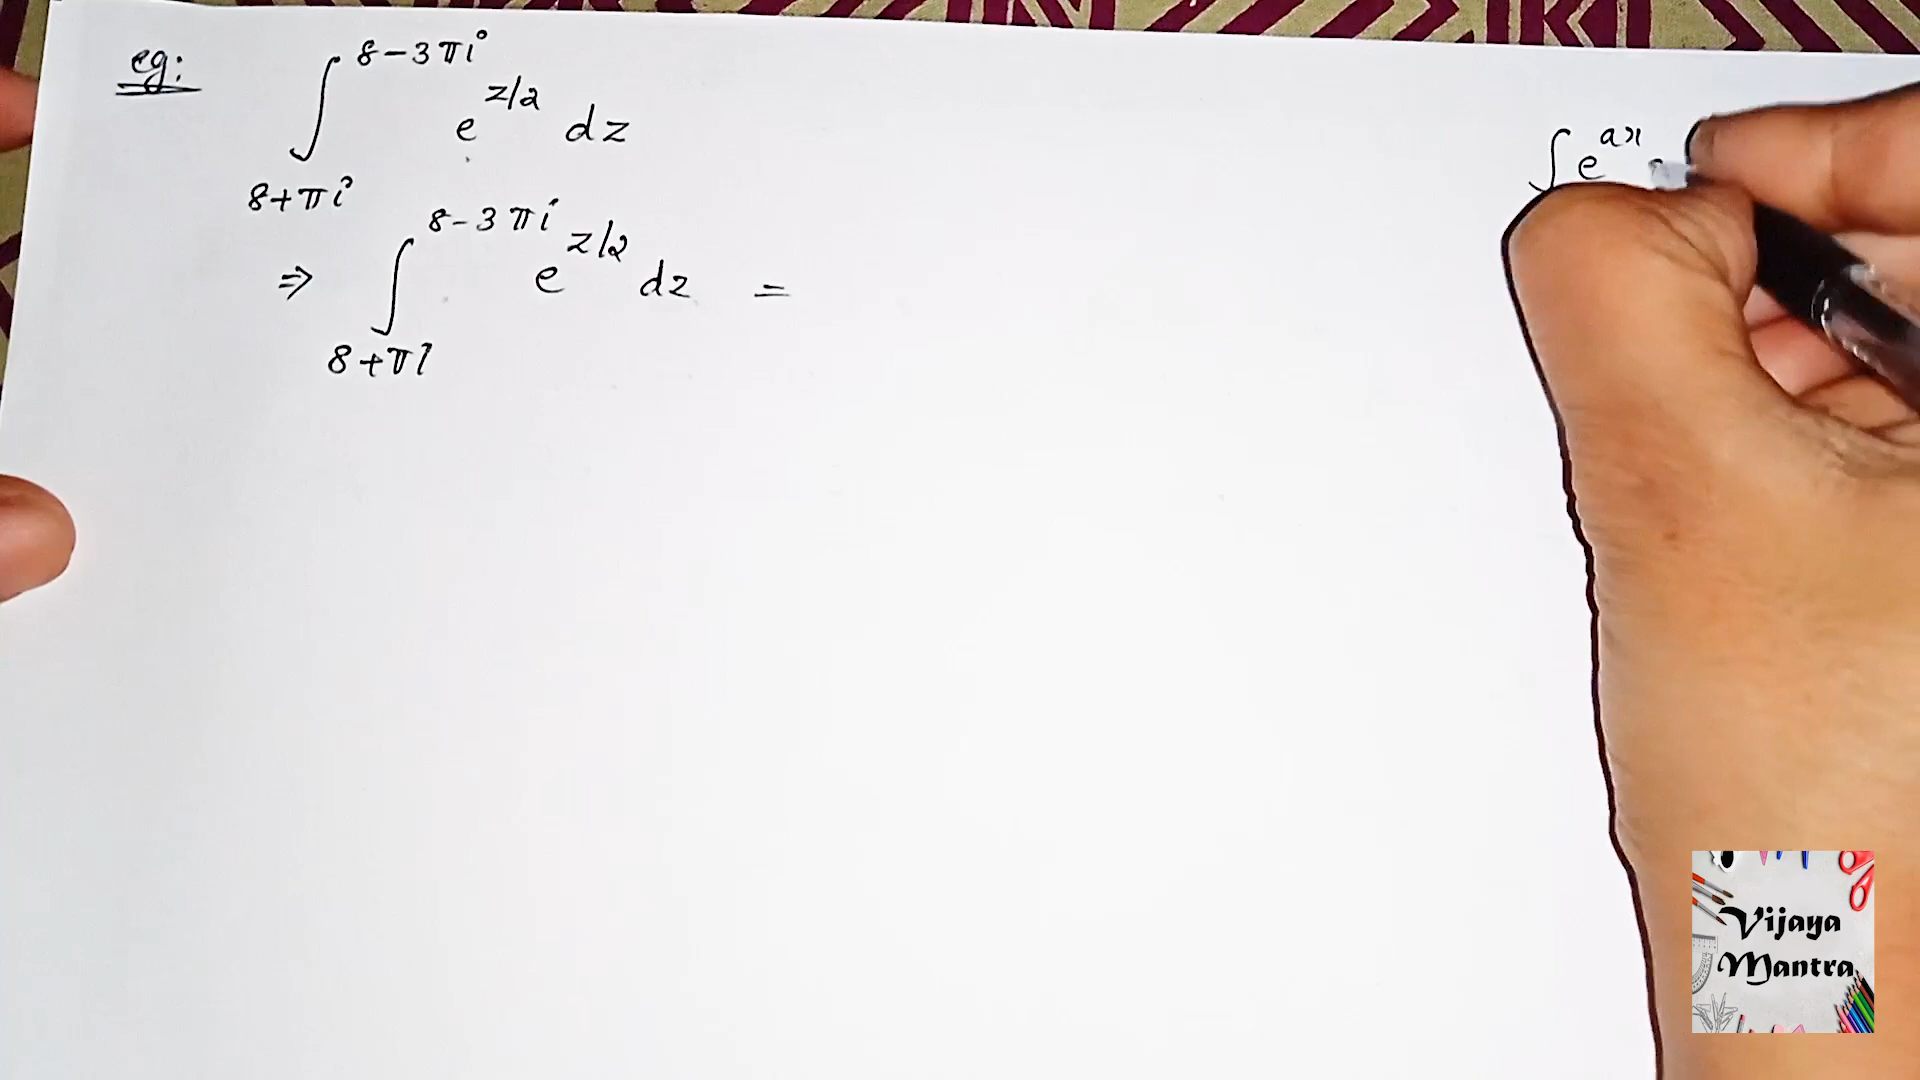 eg: ∫_{8+πi}^{8-3πi} e^{z/2} dz
⇒ ∫_{8+πi}^{8-3πi} e^{z/2} dz =
∫ e^{ax}
Vijaya
Mantra